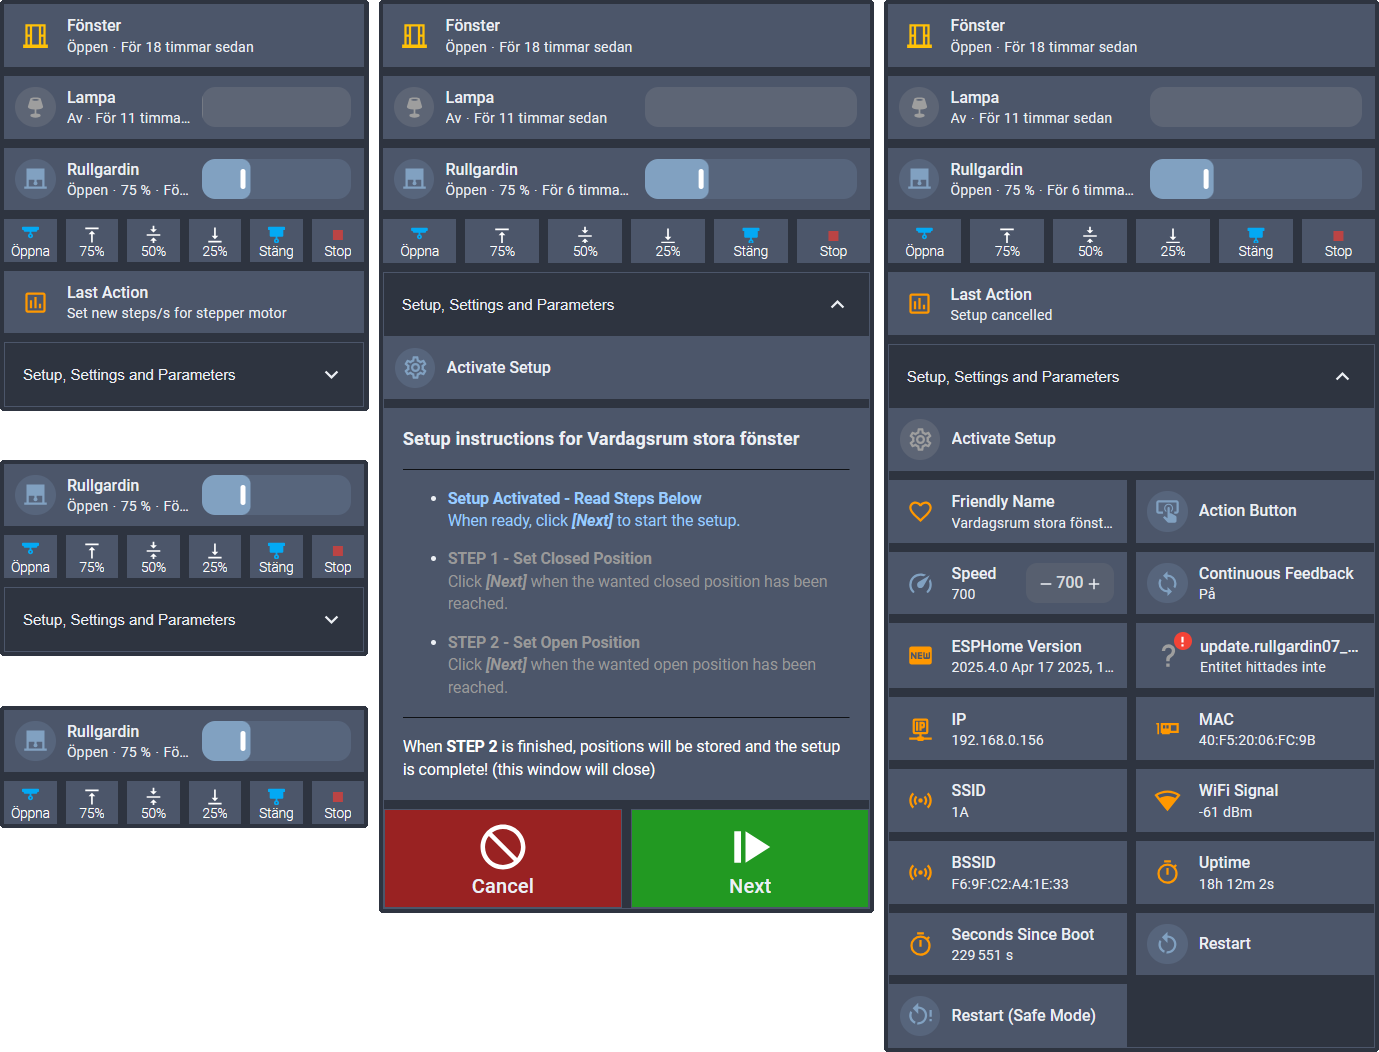 Fönster
Öppen · För 18 timmar sedan
Lampa
Av · För 11 timma...
Rullgardin
Öppen · 75 % · Fö...
Öppna
75%
50%
25%
Stäng
Stop
Last Action
Set new steps/s for stepper motor
Setup, Settings and Parameters
Rullgardin
Öppen · 75 % · Fö...
Öppna
75%
50%
25%
Stäng
Stop
Setup, Settings and Parameters
Rullgardin
Öppen · 75 % · Fö...
Öppna
75%
50%
25%
Stäng
Stop
Fönster
Öppen · För 18 timmar sedan
Lampa
Av · För 11 timmar sedan
Rullgardin
Öppen · 75 % · För 6 timma...
Öppna
75%
50%
25%
Stäng
Stop
Setup, Settings and Parameters
Activate Setup
Setup instructions for Vardagsrum stora fönster
Setup Activated - Read Steps Below
When ready, click [Next] to start the setup.
STEP 1 - Set Closed Position
Click [Next] when the wanted closed position has been
reached.
STEP 2 - Set Open Position
Click [Next] when the wanted open position has been
reached.
When STEP 2 is finished, positions will be stored and the setup
is complete! (this window will close)
Cancel
Next
Fönster
Öppen · För 18 timmar sedan
Lampa
Av · För 11 timmar sedan
Rullgardin
Öppen · 75 % · För 6 timma...
Öppna
75%
50%
25%
Stäng
Stop
Last Action
Setup cancelled
Setup, Settings and Parameters
Activate Setup
Friendly Name
Vardagsrum stora fönst...
Action Button
Speed
700
− 700 +
Continuous Feedback
På
NEW
ESPHome Version
2025.4.0 Apr 17 2025, 1...
update.rullgardin07_...
Entitet hittades inte
IP
IP
192.168.0.156
MAC
40:F5:20:06:FC:9B
SSID
1A
WiFi Signal
-61 dBm
BSSID
F6:9F:C2:A4:1E:33
Uptime
18h 12m 2s
Seconds Since Boot
229 551 s
Restart
Restart (Safe Mode)